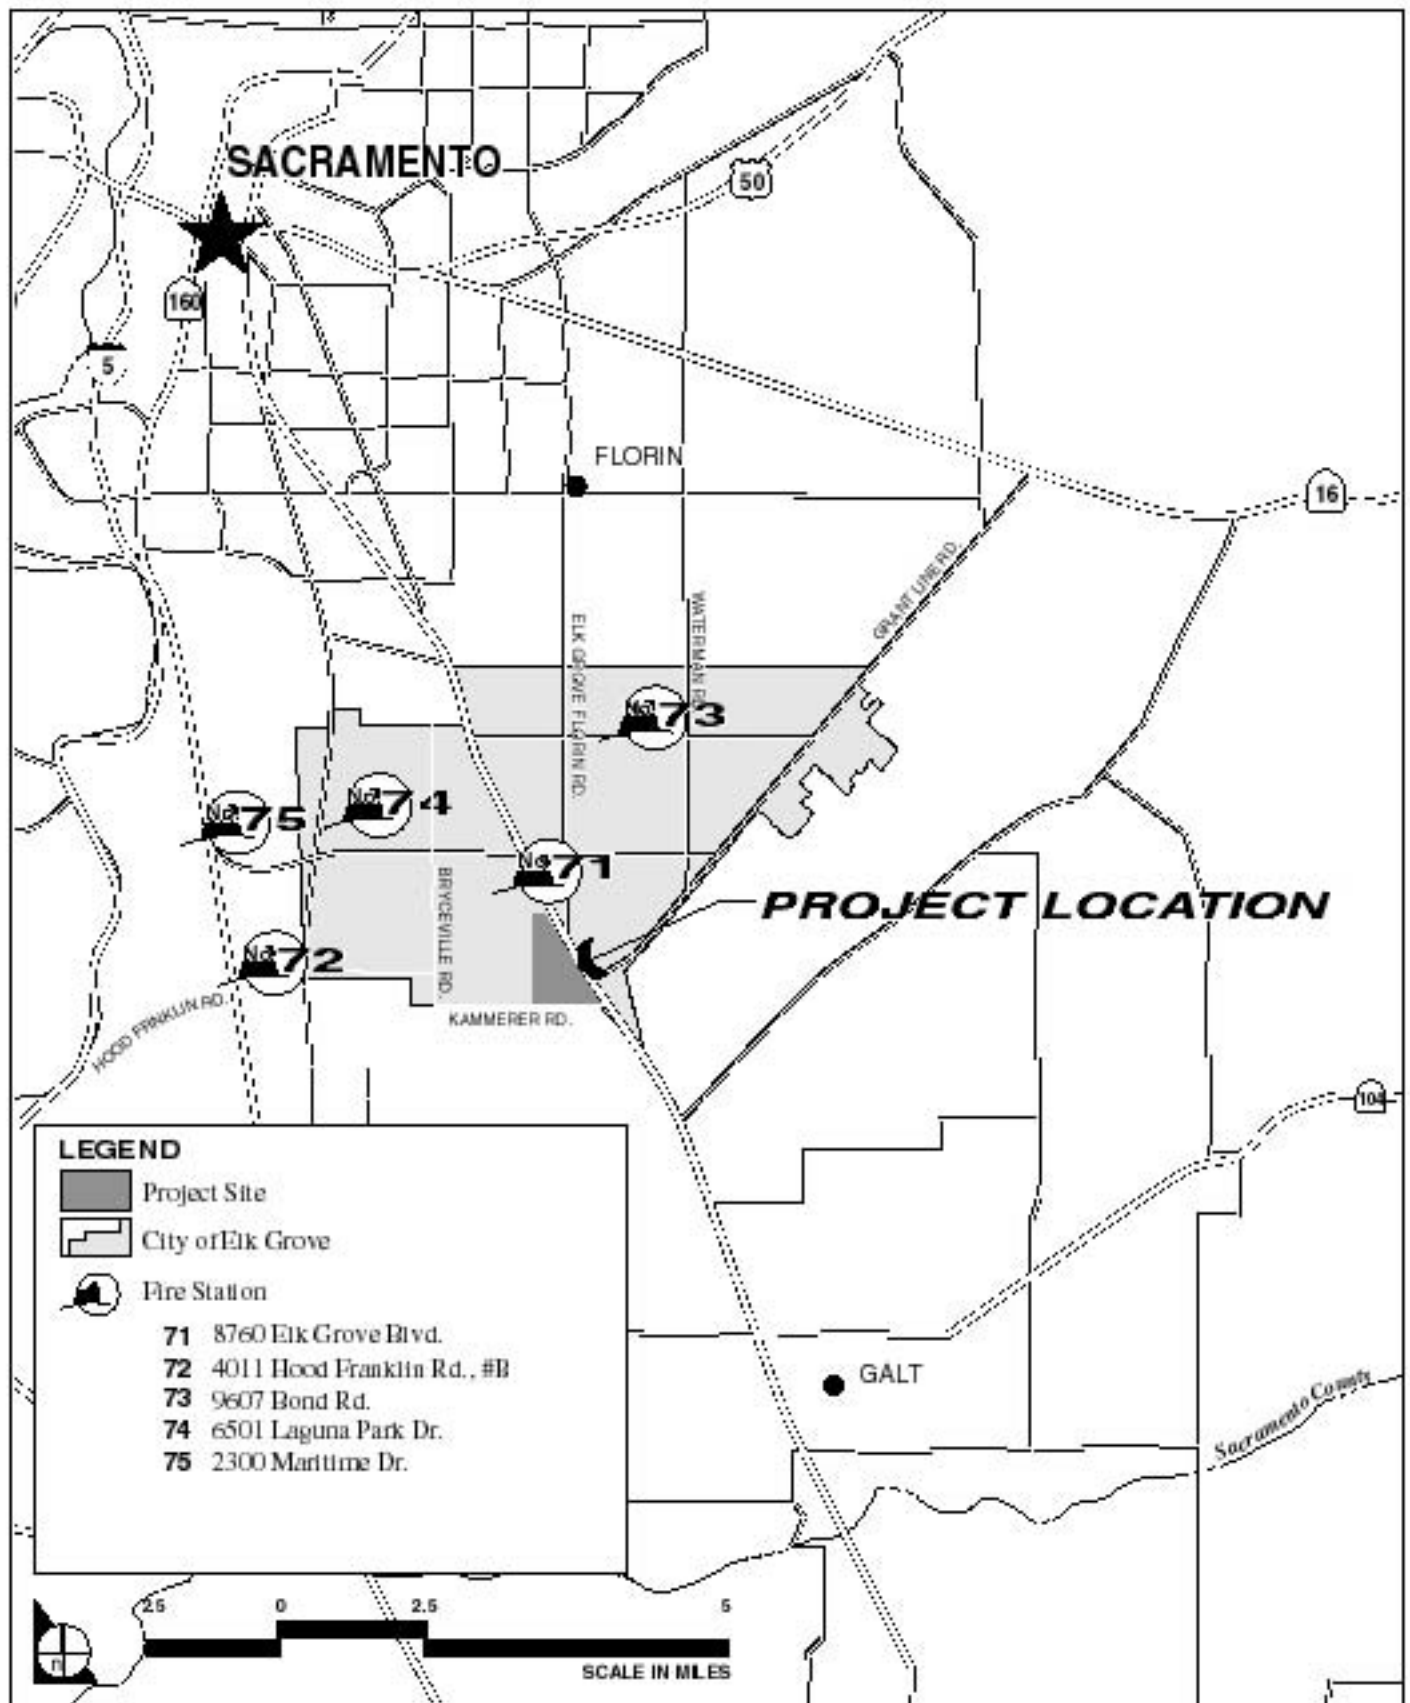 SACRAMENTO
50
160
5
FLORIN
16
GRANT LINE RD.
WATERMAN RD.
ELK GROVE FLORIN RD.
No. 73
No. 74
No. 75
No. 71
BRYCEVILLE RD.
PROJECT LOCATION
No. 72
HOOD FRNKLIN RD.
KAMMERER RD.
104
LEGEND
Project Site
City of Elk Grove
Fire Station
71 8760 Elk Grove Blvd.
72 4011 Hood Franklin Rd., #B
73 9607 Bond Rd.
74 6501 Laguna Park Dr.
75 2300 Maritime Dr.
GALT
Sacramento County
2.5 0 2.5 5
SCALE IN MILES
n